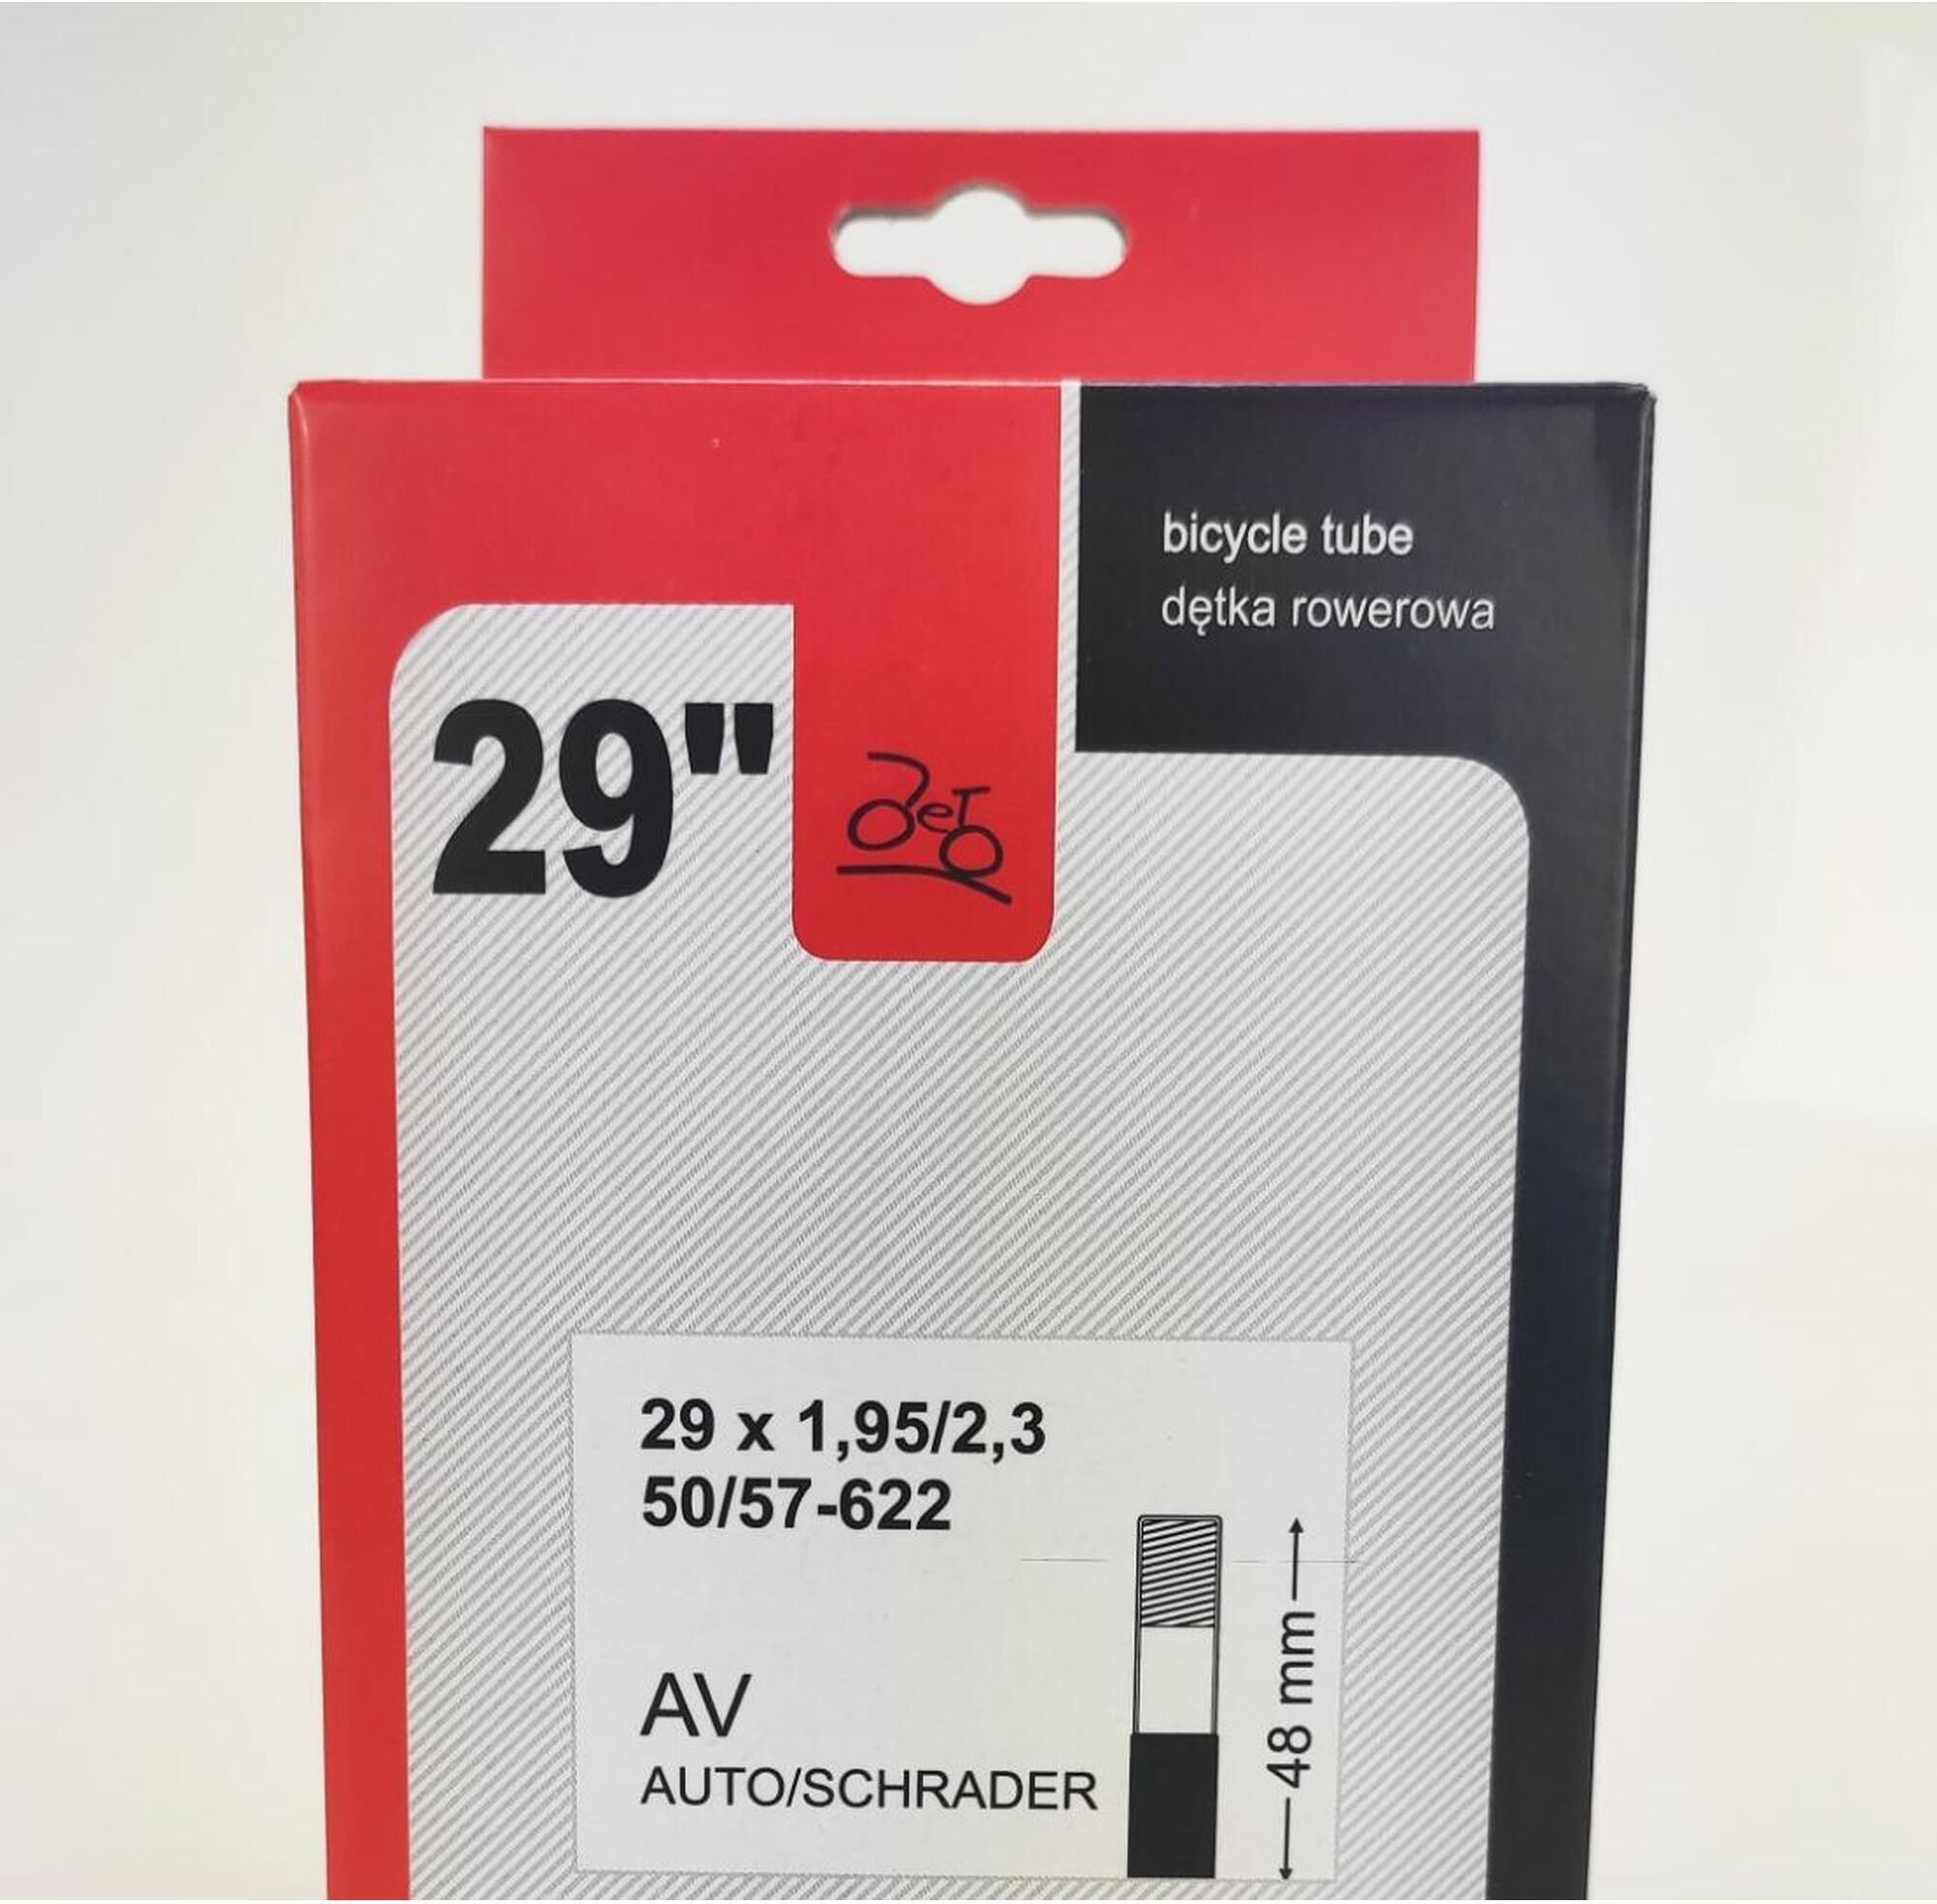 bicycle tube
dętka rowerowa
29"
29 x 1,95/2,3
50/57-622
AV
AUTO/SCHRADER
48 mm